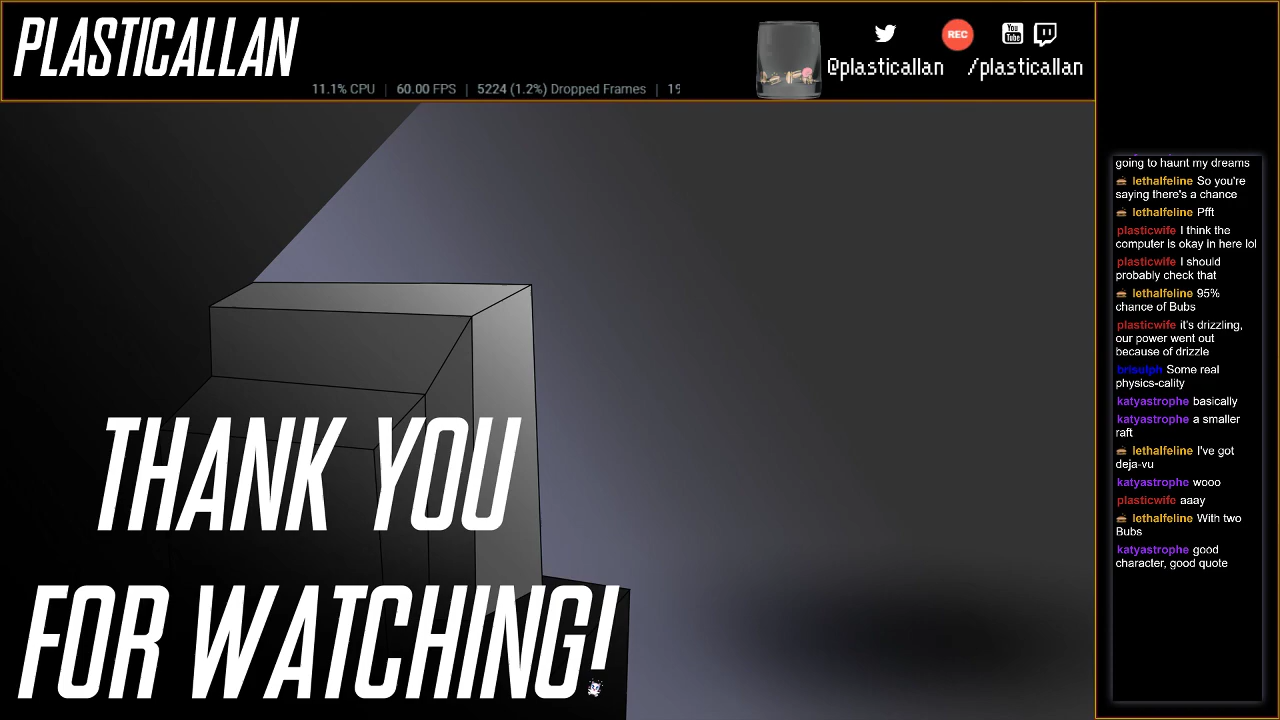 PLASTICALLAN
11.1% CPU | 60.00 FPS | 5224 (1.2%) Dropped Frames | 19
REC
You Tube
@plasticallan /plasticallan
going to haunt my dreams
lethalfeline So you're
saying there's a chance
lethalfeline Pfft
plasticwife I think the
computer is okay in here lol
plasticwife I should
probably check that
lethalfeline 95%
chance of Bubs
plasticwife it's drizzling,
our power went out
because of drizzle
brisulph Some real
physics-cality
katyastrophe basically
katyastrophe a smaller
raft
lethalfeline I've got
deja-vu
katyastrophe wooo
plasticwife aaay
lethalfeline With two
Bubs
katyastrophe good
character, good quote
THANK YOU
FOR WATCHING!